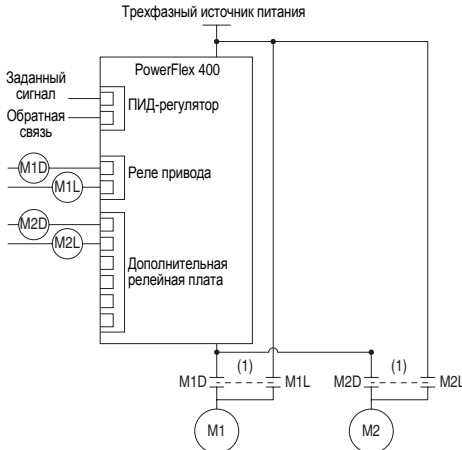 Трехфазный источник питания
PowerFlex 400
Заданный
сигнал
ПИД-регулятор
Обратная
связь
M1D
Реле привода
M1L
M2D
M2L
Дополнительная
релейная плата
(1)
(1)
M1D
M1L
M2D
M2L
M1
M2